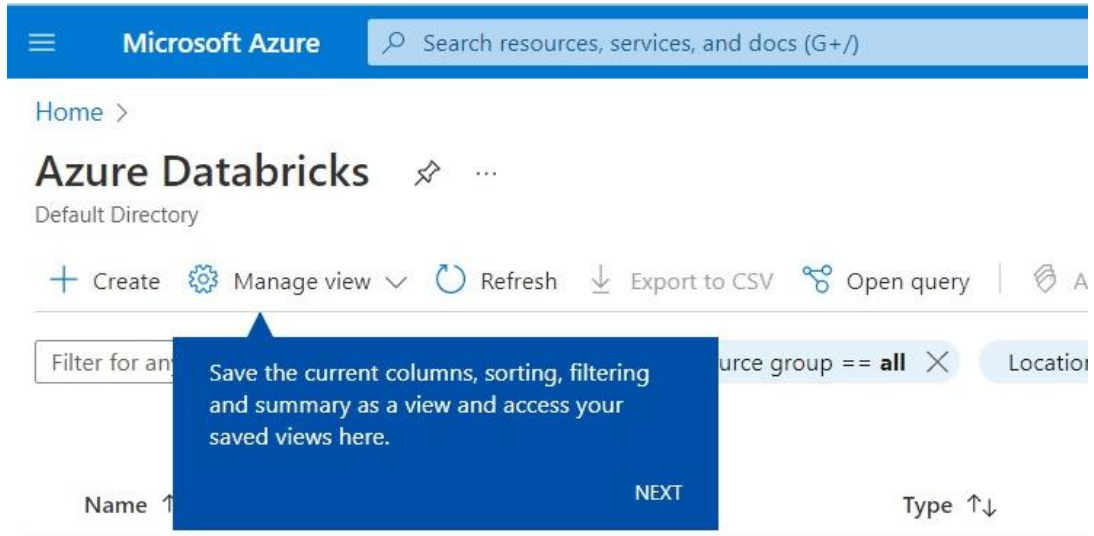 Microsoft Azure Search resources, services, and docs (G+/)
Home >
Azure Databricks ...
Default Directory
+ Create Manage view Refresh Export to CSV Open query | A
Filter for an urce group == all × Location
Save the current columns, sorting, filtering
and summary as a view and access your
saved views here.
NEXT
Name ↑ Type ↑↓